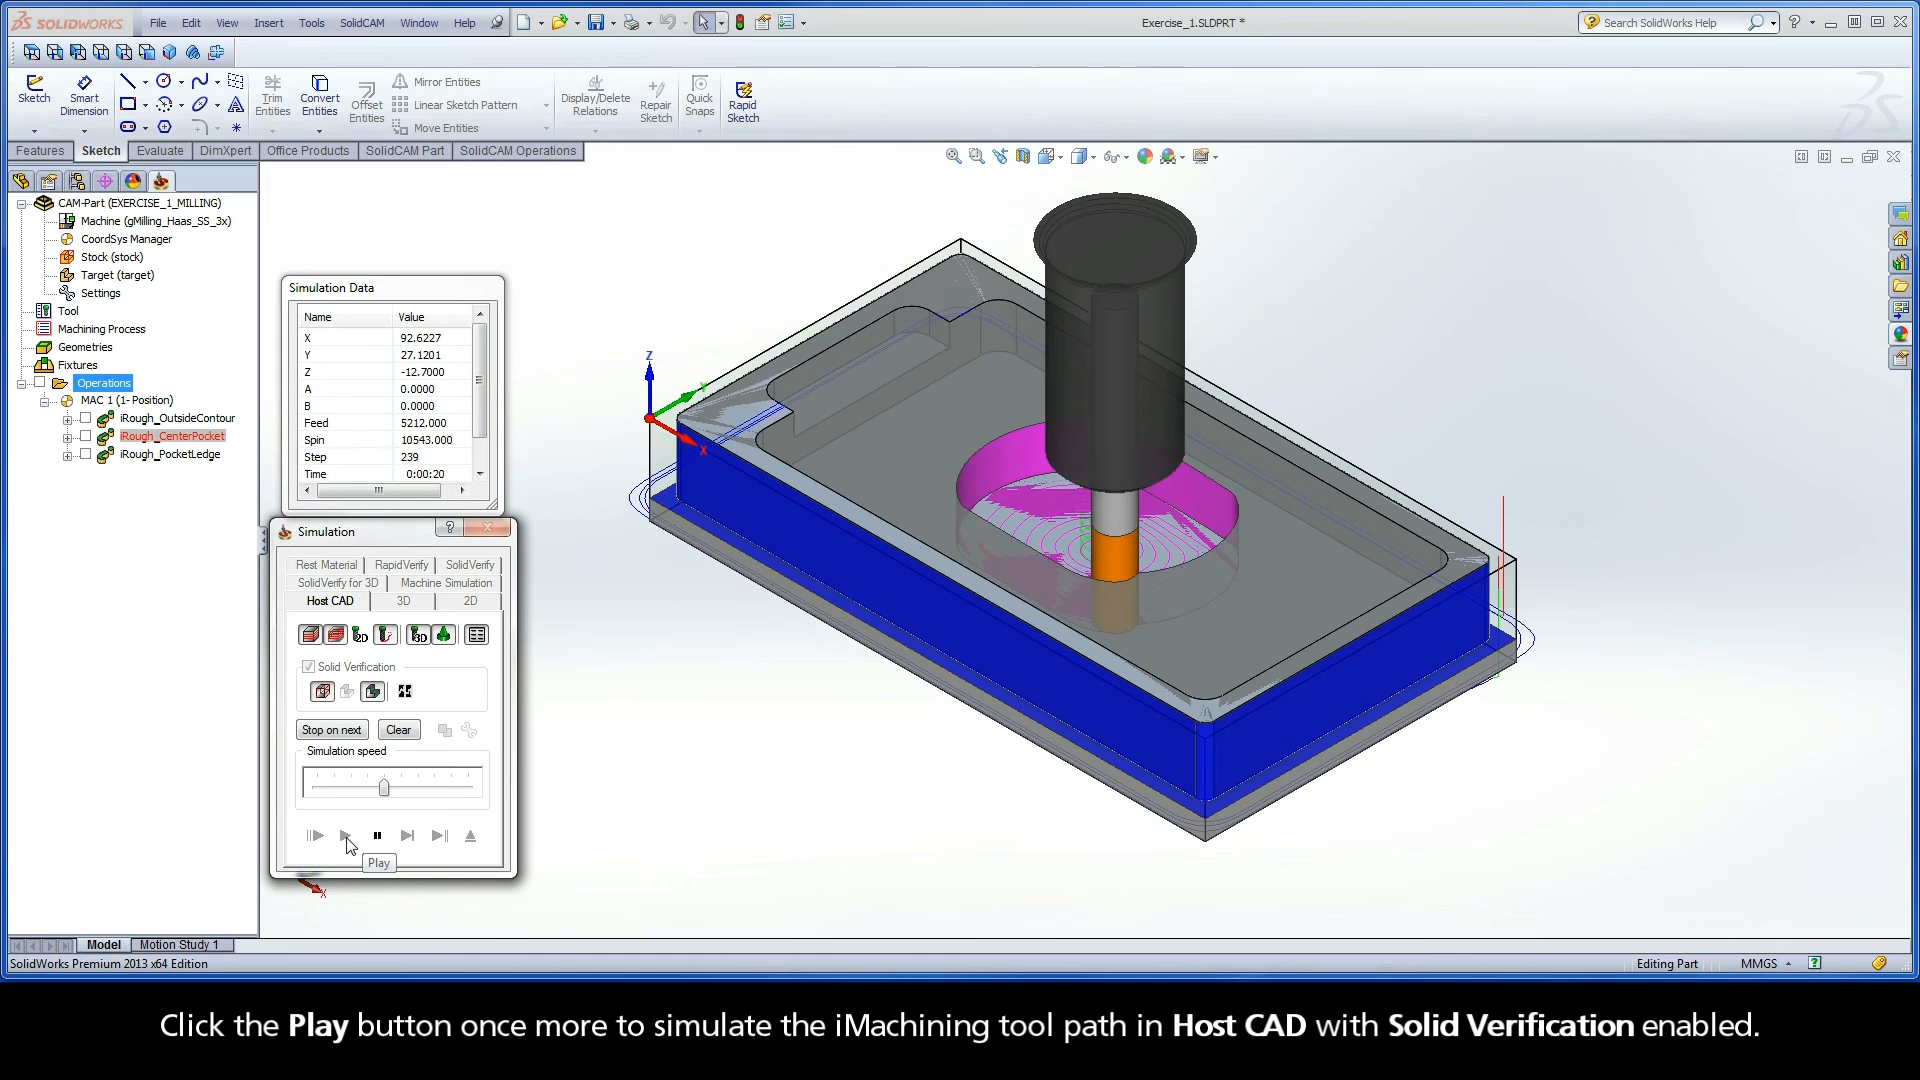 SOLIDWORKS File Edit View Insert Tools SolidCAM Window Help Exercise_1.SLDPRT * Search SolidWorks Help
Sketch Smart Dimension Trim Entities Convert Entities Offset Entities Mirror Entities Linear Sketch Pattern Move Entities Display/Delete Relations Repair Sketch Quick Snaps Rapid Sketch
Features Sketch Evaluate DimXpert Office Products SolidCAM Part SolidCAM Operations
CAM-Part (EXERCISE_1_MILLING)
Machine (gMilling_Haas_SS_3x)
CoordSys Manager
Stock (stock)
Target (target)
Settings
Tool
Machining Process
Geometries
Fixtures
Operations
MAC 1 (1- Position)
iRough_OutsideContour
iRough_CenterPocket
iRough_PocketLedge
Simulation Data
Name Value
X 92.6227
Y 27.1201
Z -12.7000
A 0.0000
B 0.0000
Feed 5212.000
Spin 10543.000
Step 239
Time 0:00:20
Simulation
Rest Material RapidVerify SolidVerify
SolidVerify for 3D Machine Simulation
Host CAD 3D 2D
2D 3D
Solid Verification
Stop on next Clear
Simulation speed
Play
Z
Y
X
X
Model Motion Study 1
SolidWorks Premium 2013 x64 Edition Editing Part MMGS
Click the Play button once more to simulate the iMachining tool path in Host CAD with Solid Verification enabled.